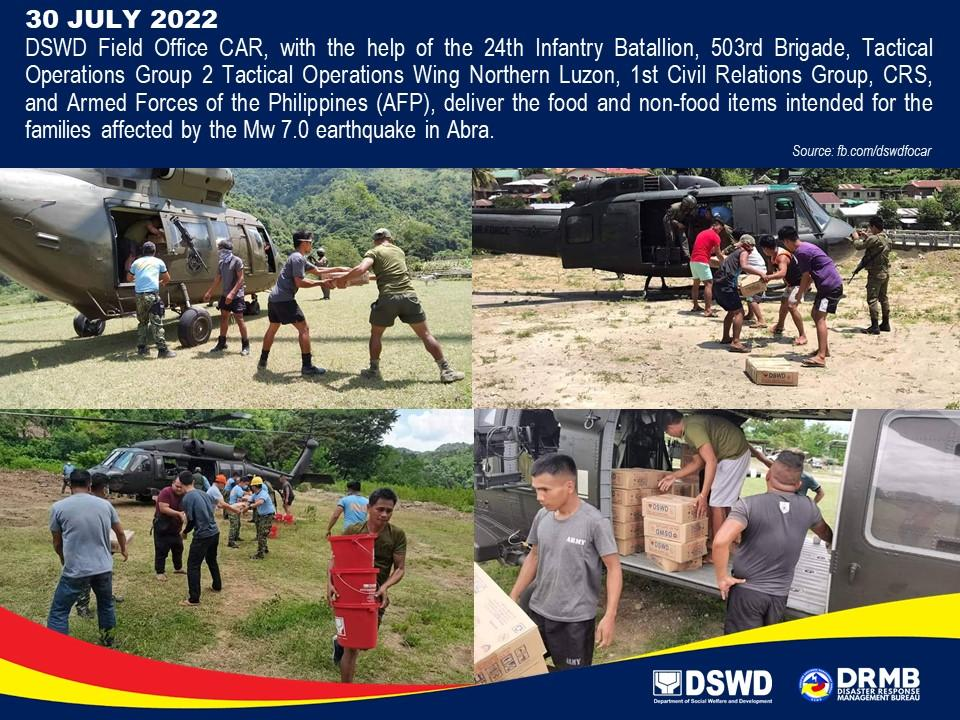 30 JULY 2022
DSWD Field Office CAR, with the help of the 24th Infantry Batallion, 503rd Brigade, Tactical
Operations Group 2 Tactical Operations Wing Northern Luzon, 1st Civil Relations Group, CRS,
and Armed Forces of the Philippines (AFP), deliver the food and non-food items intended for the
families affected by the Mw 7.0 earthquake in Abra.
Source: fb.com/dswdfocar
DSWD
DSWD
DSWD
ARMY
ARMY
DSWD
Department of Social Welfare and Development
DRMB
DISASTER RESPONSE
MANAGEMENT BUREAU